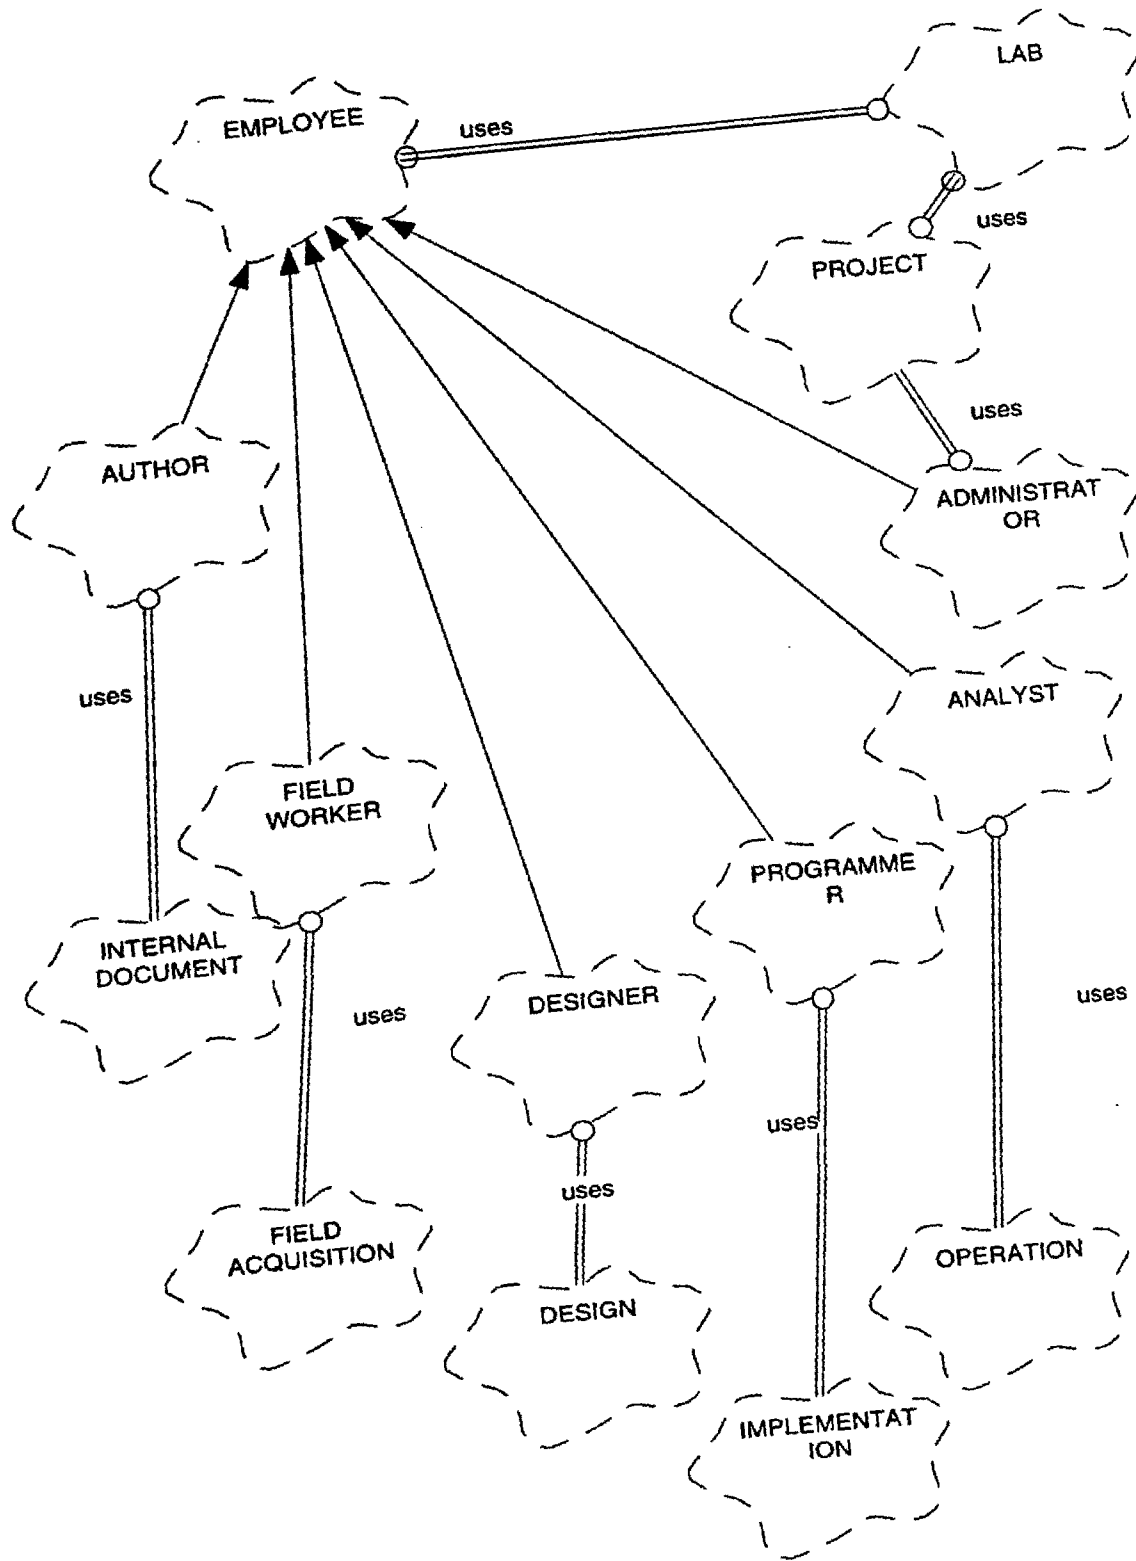 LAB
EMPLOYEE
uses
uses
PROJECT
uses
AUTHOR
ADMINISTRAT
OR
uses
ANALYST
FIELD
WORKER
PROGRAMME
R
INTERNAL
DOCUMENT
uses
DESIGNER
uses
uses
uses
FIELD
ACQUISITION
OPERATION
DESIGN
IMPLEMENTAT
ION